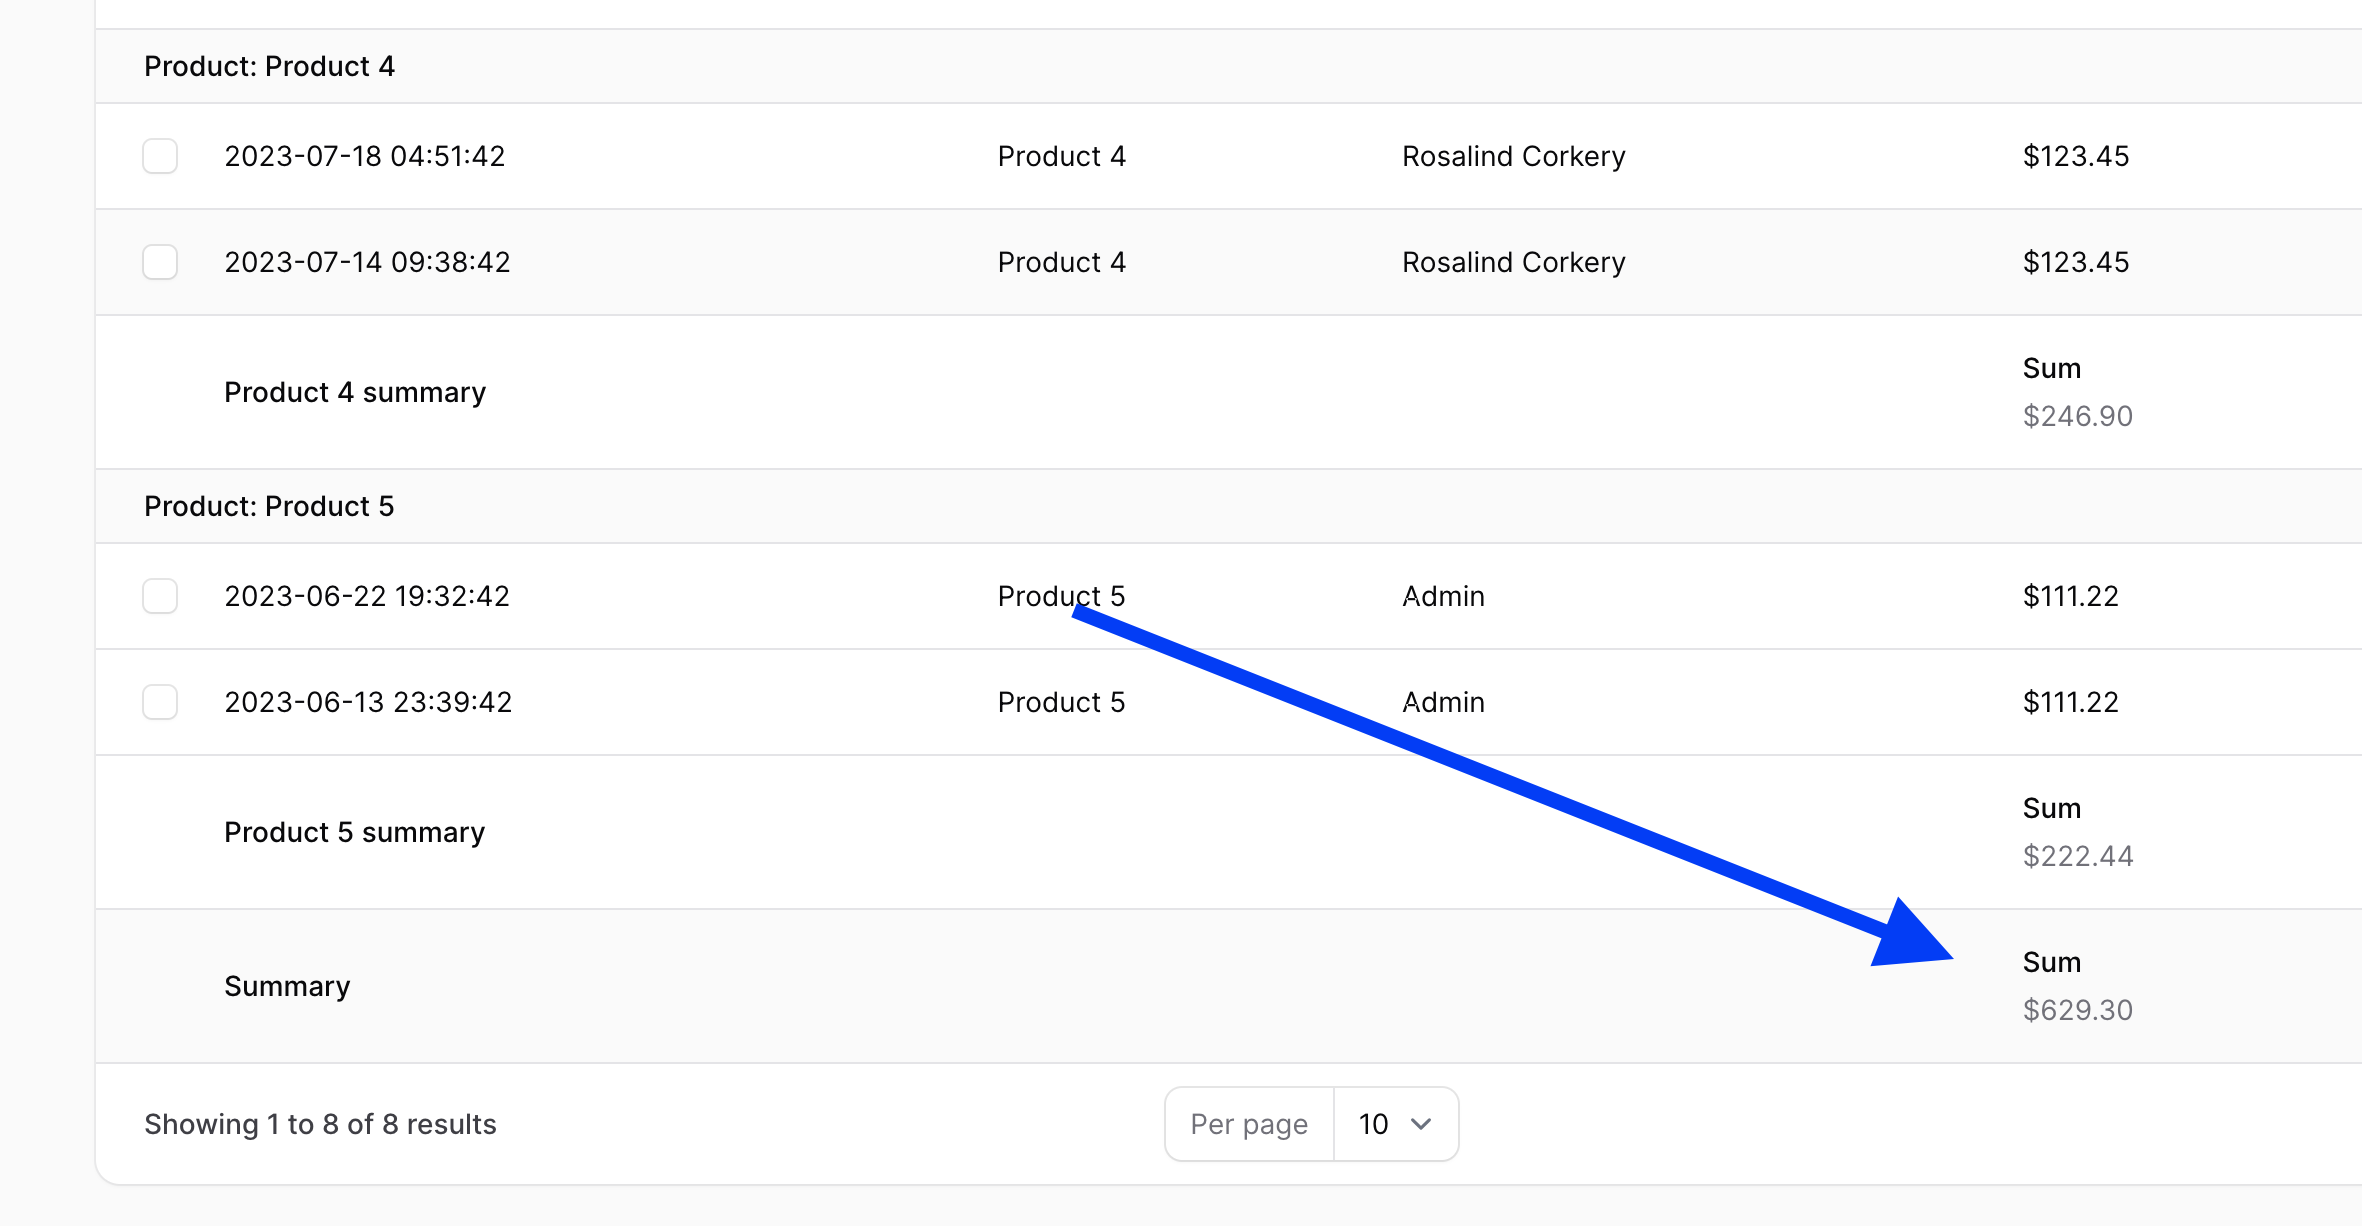 Product: Product 4
2023-07-18 04:51:42 Product 4 Rosalind Corkery $123.45
2023-07-14 09:38:42 Product 4 Rosalind Corkery $123.45
Sum
Product 4 summary
$246.90
Product: Product 5
2023-06-22 19:32:42 Product 5 Admin $111.22
2023-06-13 23:39:42 Product 5 Admin $111.22
Sum
Product 5 summary
$222.44
Sum
Summary
$629.30
Showing 1 to 8 of 8 results Per page 10